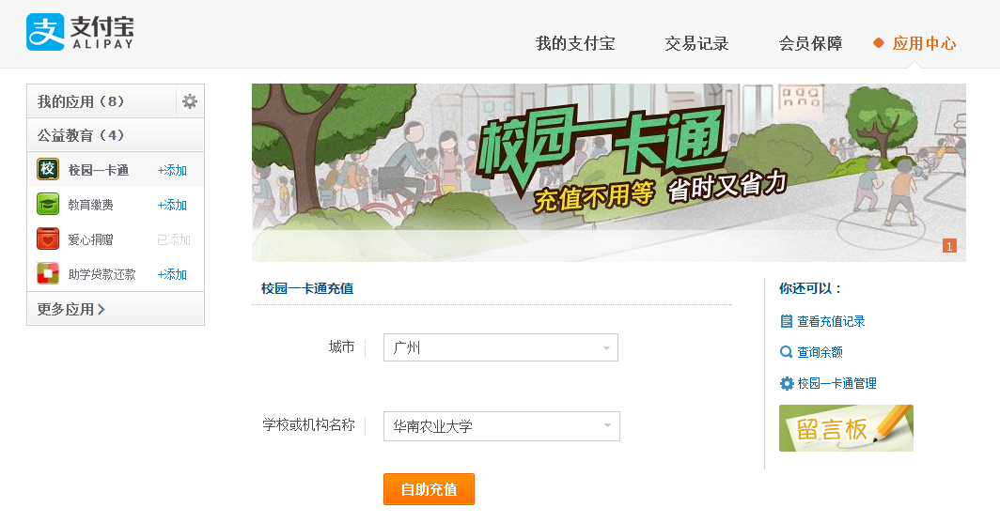 支付宝
ALIPAY
我的支付宝
交易记录
会员保障
应用中心
我的应用（8）
公益教育（4）
校 校园一卡通 +添加
教育缴费 +添加
爱心捐赠 已添加
助学贷款还款 +添加
更多应用
校园一卡通
充值不用等 省时又省力
1
校园一卡通充值
城市 广州
学校或机构名称 华南农业大学
自助充值
你还可以：
查看充值记录
查询余额
校园一卡通管理
留言板